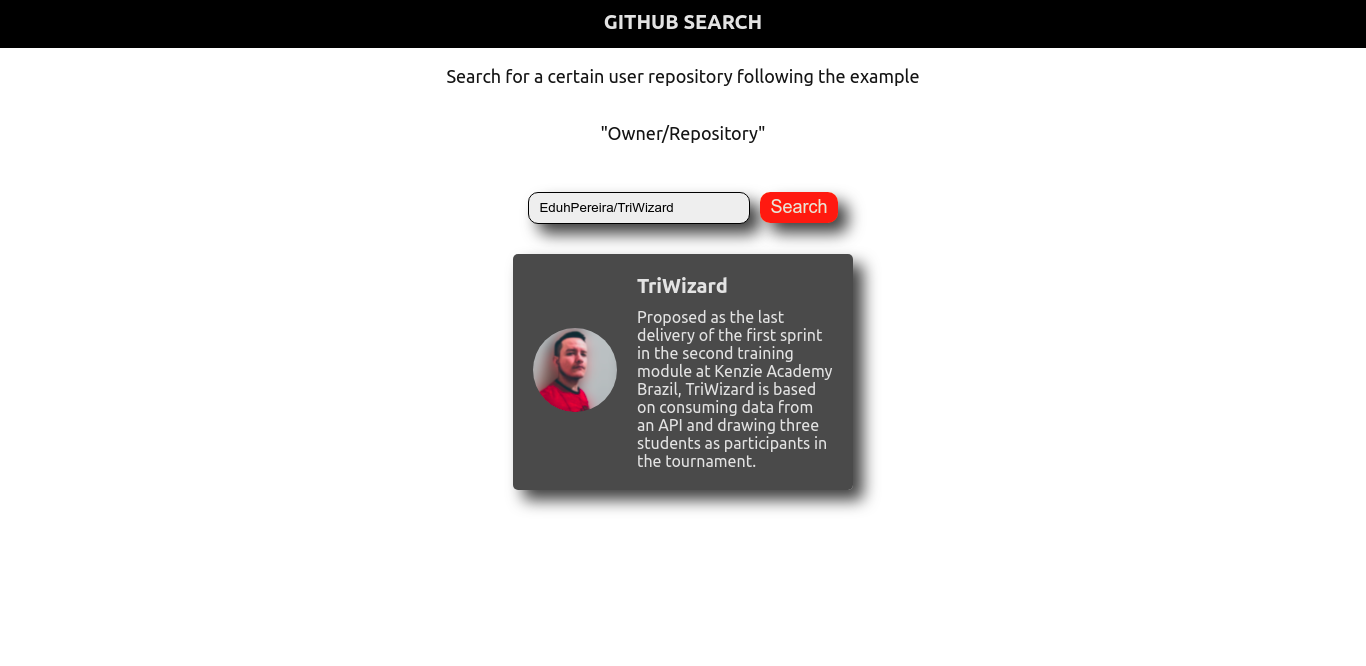 GITHUB SEARCH
Search for a certain user repository following the example
"Owner/Repository"
EduhPereira/TriWizard
Search
TriWizard
Proposed as the last
delivery of the first sprint
in the second training
module at Kenzie Academy
Brazil, TriWizard is based
on consuming data from
an API and drawing three
students as participants in
the tournament.